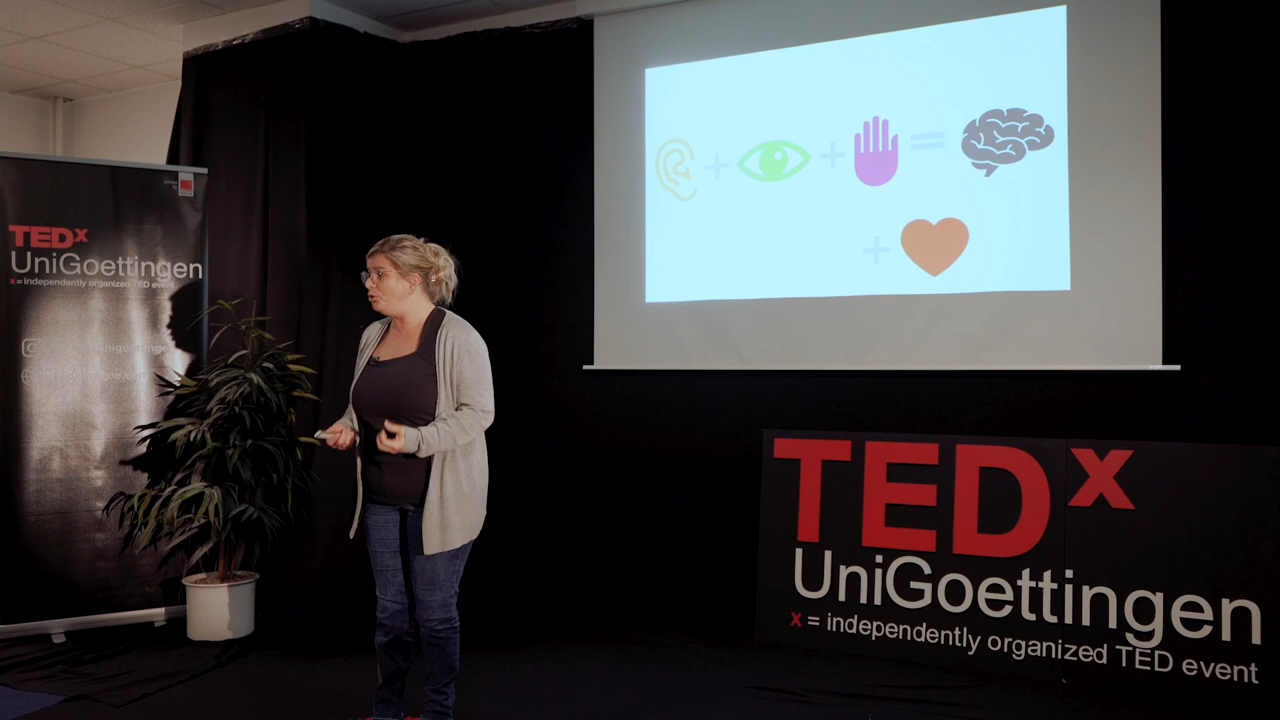 TEDx
UniGoettingen
x = independently organized TED event
+ + =
+
TEDx
UniGoettingen
x = independently organized TED event